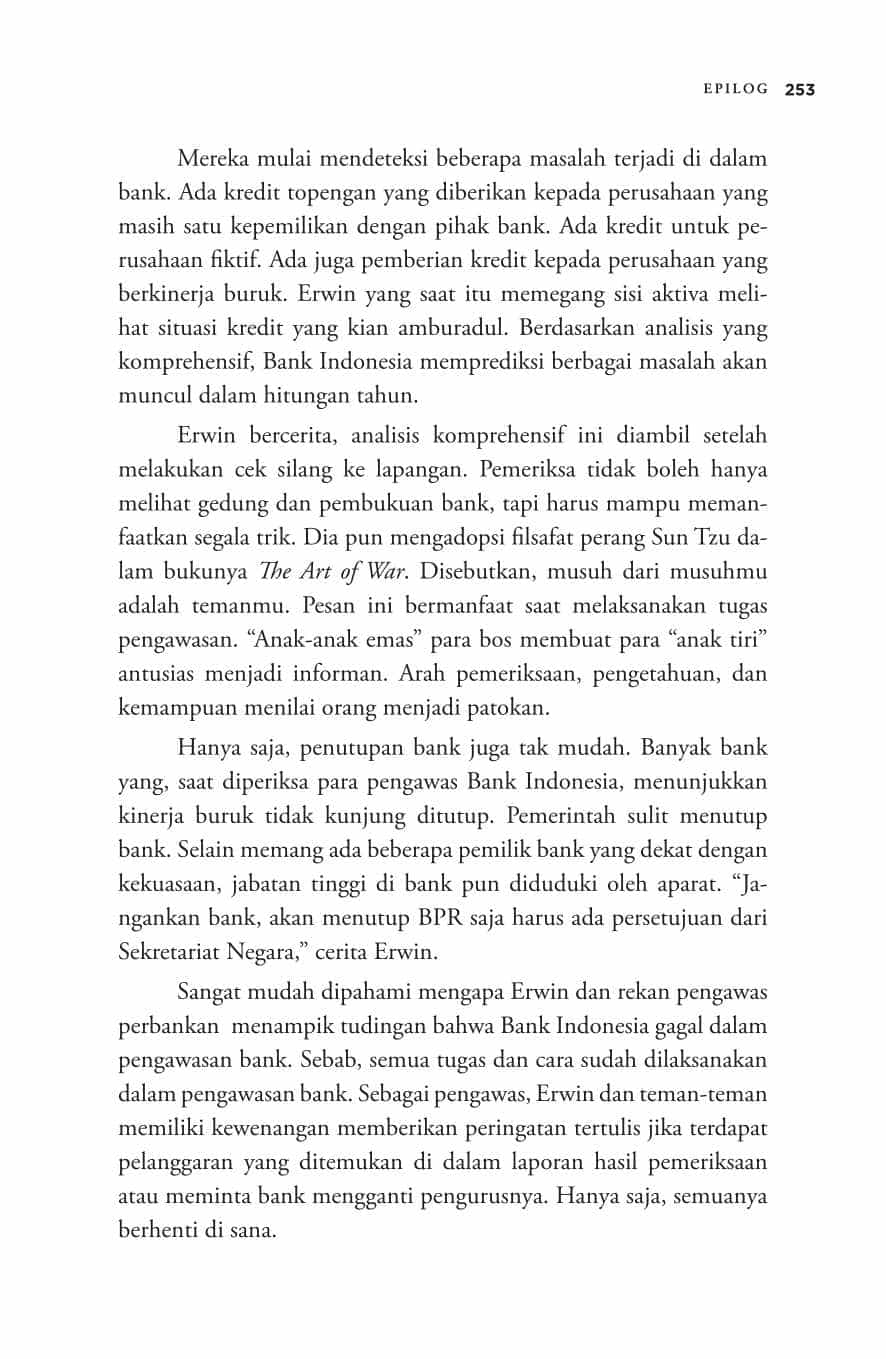 EPILOG 253
Mereka mulai mendeteksi beberapa masalah terjadi di dalam
bank. Ada kredit topengan yang diberikan kepada perusahaan yang
masih satu kepemilikan dengan pihak bank. Ada kredit untuk pe-
rusahaan fiktif. Ada juga pemberian kredit kepada perusahaan yang
berkinerja buruk. Erwin yang saat itu memegang sisi aktiva meli-
hat situasi kredit yang kian amburadul. Berdasarkan analisis yang
komprehensif, Bank Indonesia memprediksi berbagai masalah akan
muncul dalam hitungan tahun.
Erwin bercerita, analisis komprehensif ini diambil setelah
melakukan cek silang ke lapangan. Pemeriksa tidak boleh hanya
melihat gedung dan pembukuan bank, tapi harus mampu meman-
faatkan segala trik. Dia pun mengadopsi filsafat perang Sun Tzu da-
lam bukunya The Art of War. Disebutkan, musuh dari musuhmu
adalah temanmu. Pesan ini bermanfaat saat melaksanakan tugas
pengawasan. “Anak-anak emas” para bos membuat para “anak tiri”
antusias menjadi informan. Arah pemeriksaan, pengetahuan, dan
kemampuan menilai orang menjadi patokan.
Hanya saja, penutupan bank juga tak mudah. Banyak bank
yang, saat diperiksa para pengawas Bank Indonesia, menunjukkan
kinerja buruk tidak kunjung ditutup. Pemerintah sulit menutup
bank. Selain memang ada beberapa pemilik bank yang dekat dengan
kekuasaan, jabatan tinggi di bank pun diduduki oleh aparat. “Ja-
ngankan bank, akan menutup BPR saja harus ada persetujuan dari
Sekretariat Negara,” cerita Erwin.
Sangat mudah dipahami mengapa Erwin dan rekan pengawas
perbankan  menampik tudingan bahwa Bank Indonesia gagal dalam
pengawasan bank. Sebab, semua tugas dan cara sudah dilaksanakan
dalam pengawasan bank. Sebagai pengawas, Erwin dan teman-teman
memiliki kewenangan memberikan peringatan tertulis jika terdapat
pelanggaran yang ditemukan di dalam laporan hasil pemeriksaan
atau meminta bank mengganti pengurusnya. Hanya saja, semuanya
berhenti di sana.